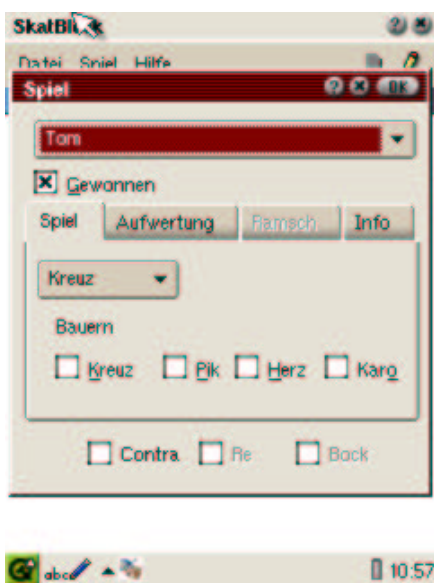 SkatBlock
Datei Spiel Hilfe
Spiel OK
Tom
Gewonnen
Spiel Aufwertung Ramsch Info
Kreuz
Bauern
Kreuz Pik Herz Karo
Contra Re Bock
abc 10:57